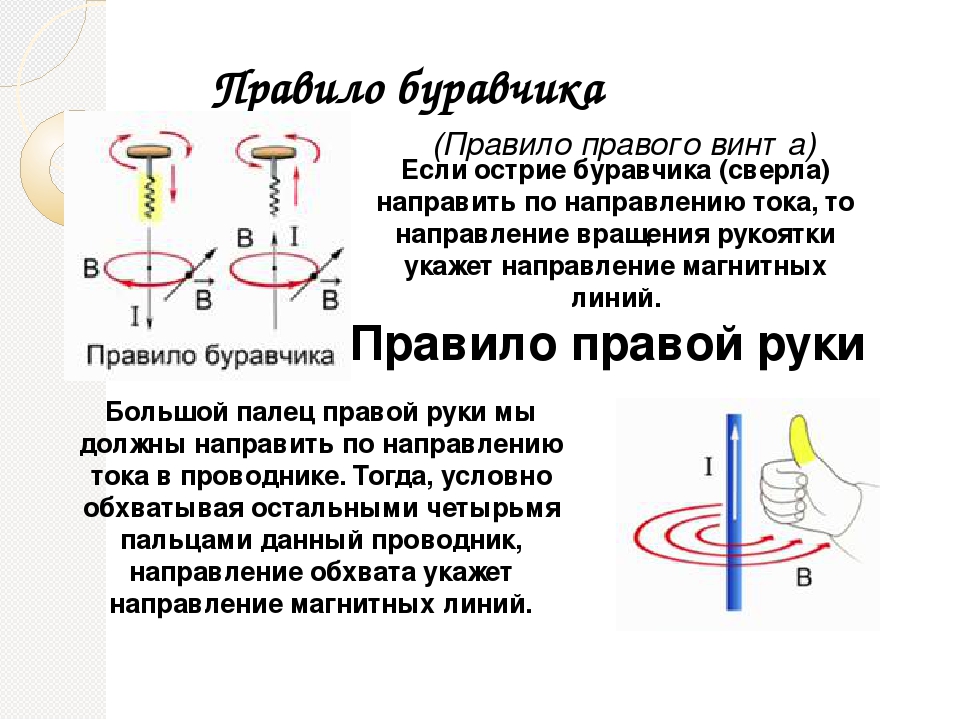 Правило буравчика
(Правило правого винта)
Если острие буравчика (сверла)
направить по направлению тока, то
направление вращения рукоятки
укажет направление магнитных
линий.
B I
B
B
B
I
Правило буравчика
Правило правой руки
Большой палец правой руки мы
должны направить по направлению
тока в проводнике. Тогда, условно
обхватывая остальными четырьмя
пальцами данный проводник,
направление обхвата укажет
направление магнитных линий.
I
B